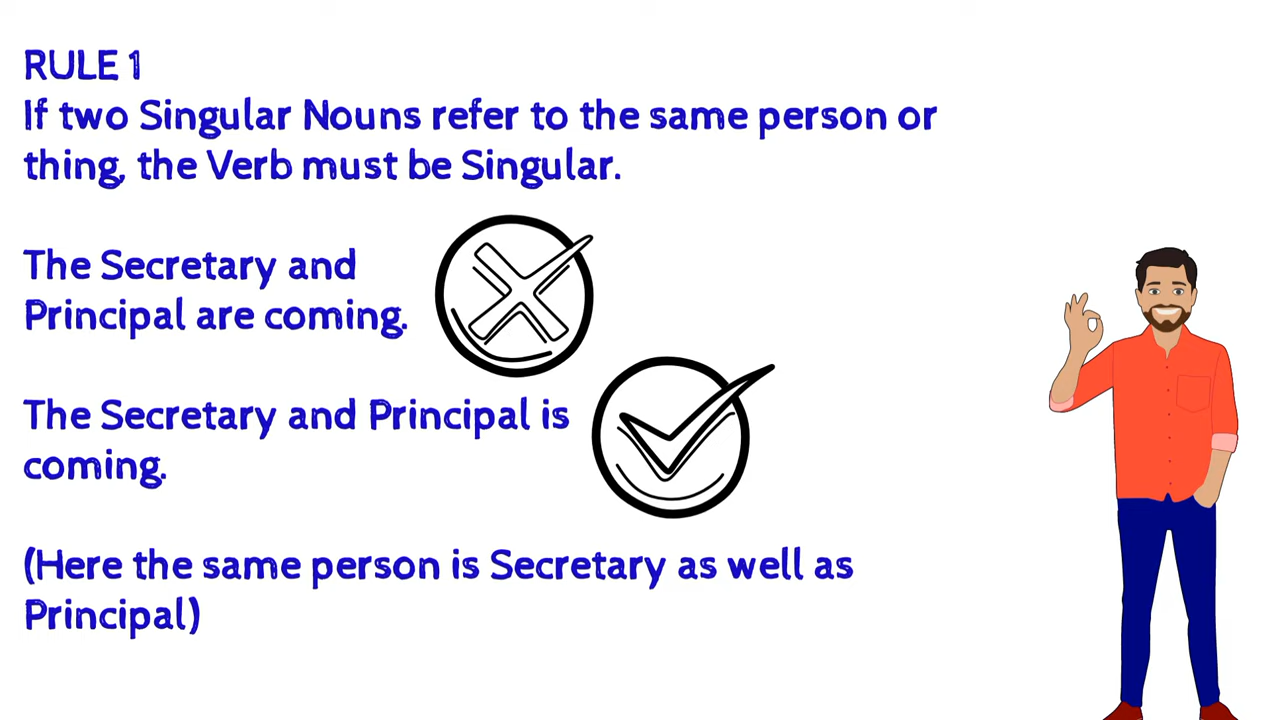 RULE 1
If two Singular Nouns refer to the same person or
thing, the Verb must be Singular.
The Secretary and
Principal are coming.
The Secretary and Principal is
coming.
(Here the same person is Secretary as well as
Principal)